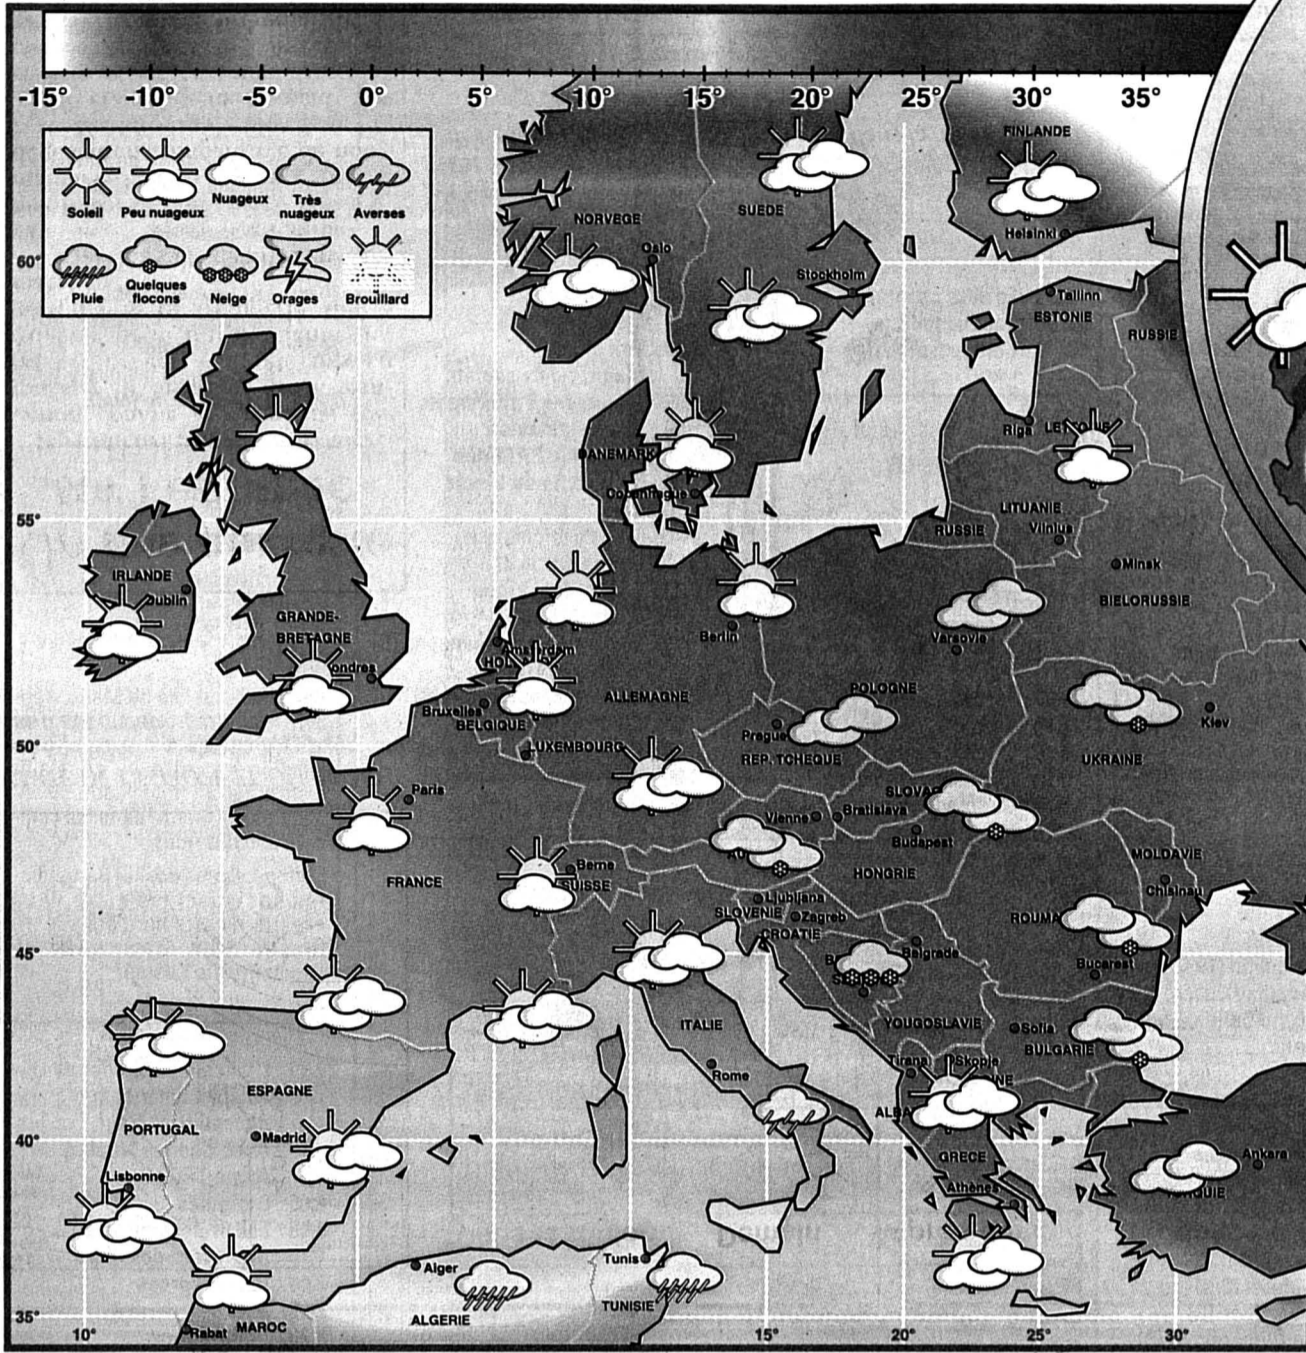 -15° -10° -5° 0° 5° 10° 15° 20° 25° 30° 35°
Soleil
Peu nuageux
Nuageux
Très
nuageux
Averses
Pluie
Quelques
flocons
Neige
Orages
Brouillard
FINLANDE
NORVEGE
SUEDE
Helsinki
Oslo
60°
Stockholm
Tallinn
ESTONIE
RUSSIE
Riga
DANEMARK
Copenhague
LITUANIE
55°
RUSSIE
Vilnius
Minsk
IRLANDE
Dublin
BIELORUSSIE
GRANDE-
BRETAGNE
Berlin
Varsovie
Amsterdam
ondres
ALLEMAGNE
POLOGNE
Bruxelles
BELGIQUE
Kiev
Prague
50°
LUXEMBOURG
REP. TCHEQUE
UKRAINE
Paris
SLOVAQ
Vienne
Bratislava
Budapest
MOLDAVIE
Berne
SUISSE
FRANCE
HONGRIE
Chisinau
Ljubljana
SLOVENIE
Zagreb
ROUMA
CROATIE
45°
Belgrade
Bucarest
ITALIE
YOUGOSLAVIE
Sofia
BULGARIE
Tirana
Skopje
Rome
ESPAGNE
ALBA
PORTUGAL
Madrid
40°
GRECE
Ankara
Lisbonne
Athènes
Alger
Tunis
TUNISIE
ALGERIE
35°
MAROC
Rabat
10° 15° 20° 25° 30°